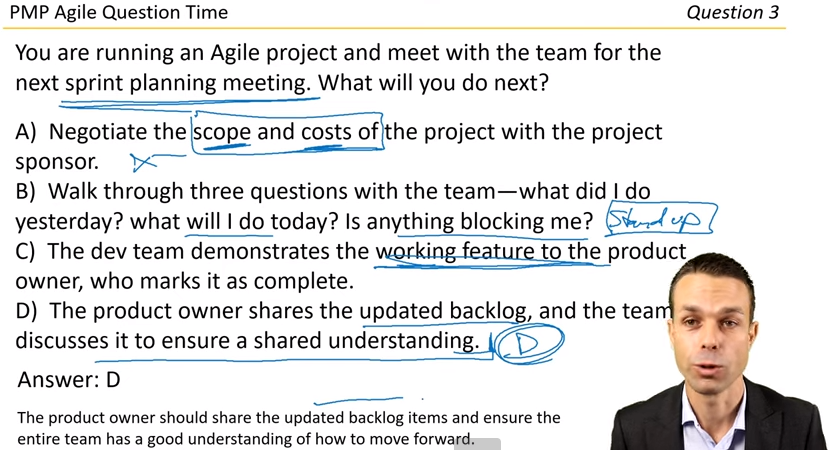 PMP Agile Question Time
Question 3
You are running an Agile project and meet with the team for the
next sprint planning meeting. What will you do next?
A) Negotiate the scope and costs of the project with the project
sponsor.
B) Walk through three questions with the team—what did I do
yesterday? what will I do today? Is anything blocking me? Stand up
C) The dev team demonstrates the working feature to the product
owner, who marks it as complete.
D) The product owner shares the updated backlog, and the team
discusses it to ensure a shared understanding. D
Answer: D
The product owner should share the updated backlog items and ensure the
entire team has a good understanding of how to move forward.